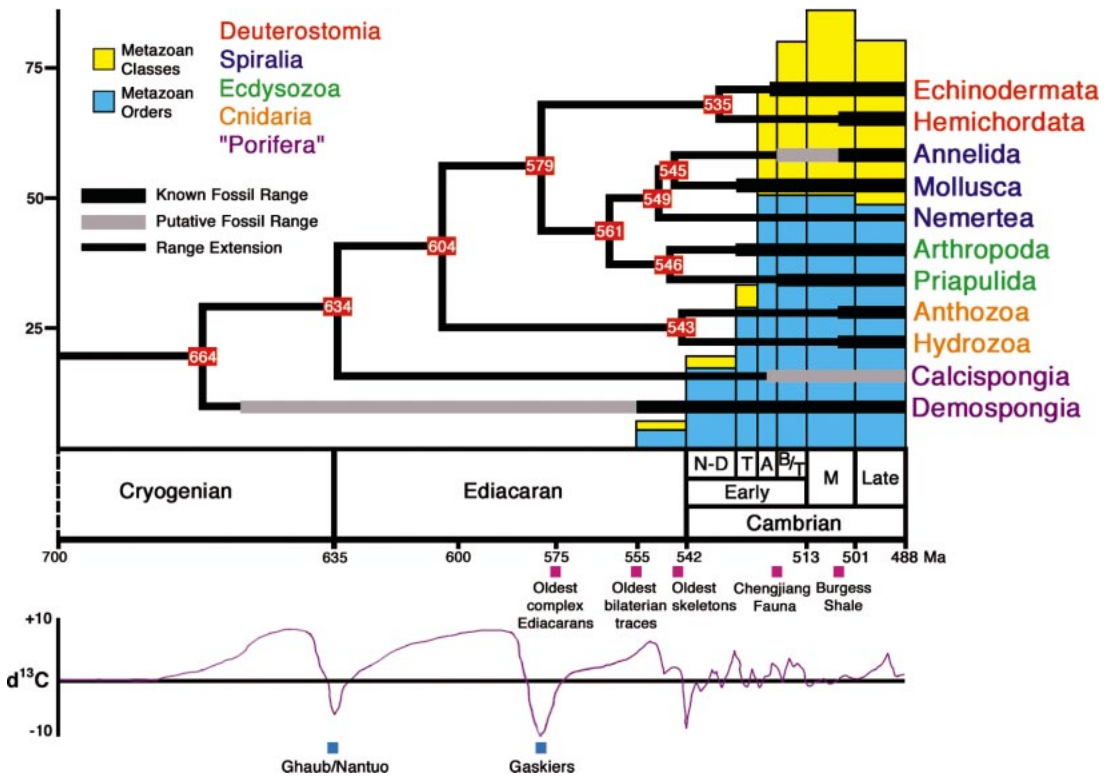 75
50
25
Metazoan
Classes
Metazoan
Orders
Deuterostomia
Spiralia
Ecdysozoa
Cnidaria
"Porifera"
Known Fossil Range
Putative Fossil Range
Range Extension
535
579
545
549
561
604
546
634
543
664
Echinodermata
Hemichordata
Annelida
Mollusca
Nemertea
Arthropoda
Priapulida
Anthozoa
Hydrozoa
Calcispongia
Demospongia
Cryogenian
Ediacaran
N-D T A B/T
Early
M
Late
Cambrian
700 635 600 575 555 542 513 501 488 Ma
Oldest
complex
Ediacarans
Oldest
bilaterian
traces
Oldest
skeletons
Chengjiang
Fauna
Burgess
Shale
+10
d¹³C
-10
Ghaub/Nantuo
Gaskiers